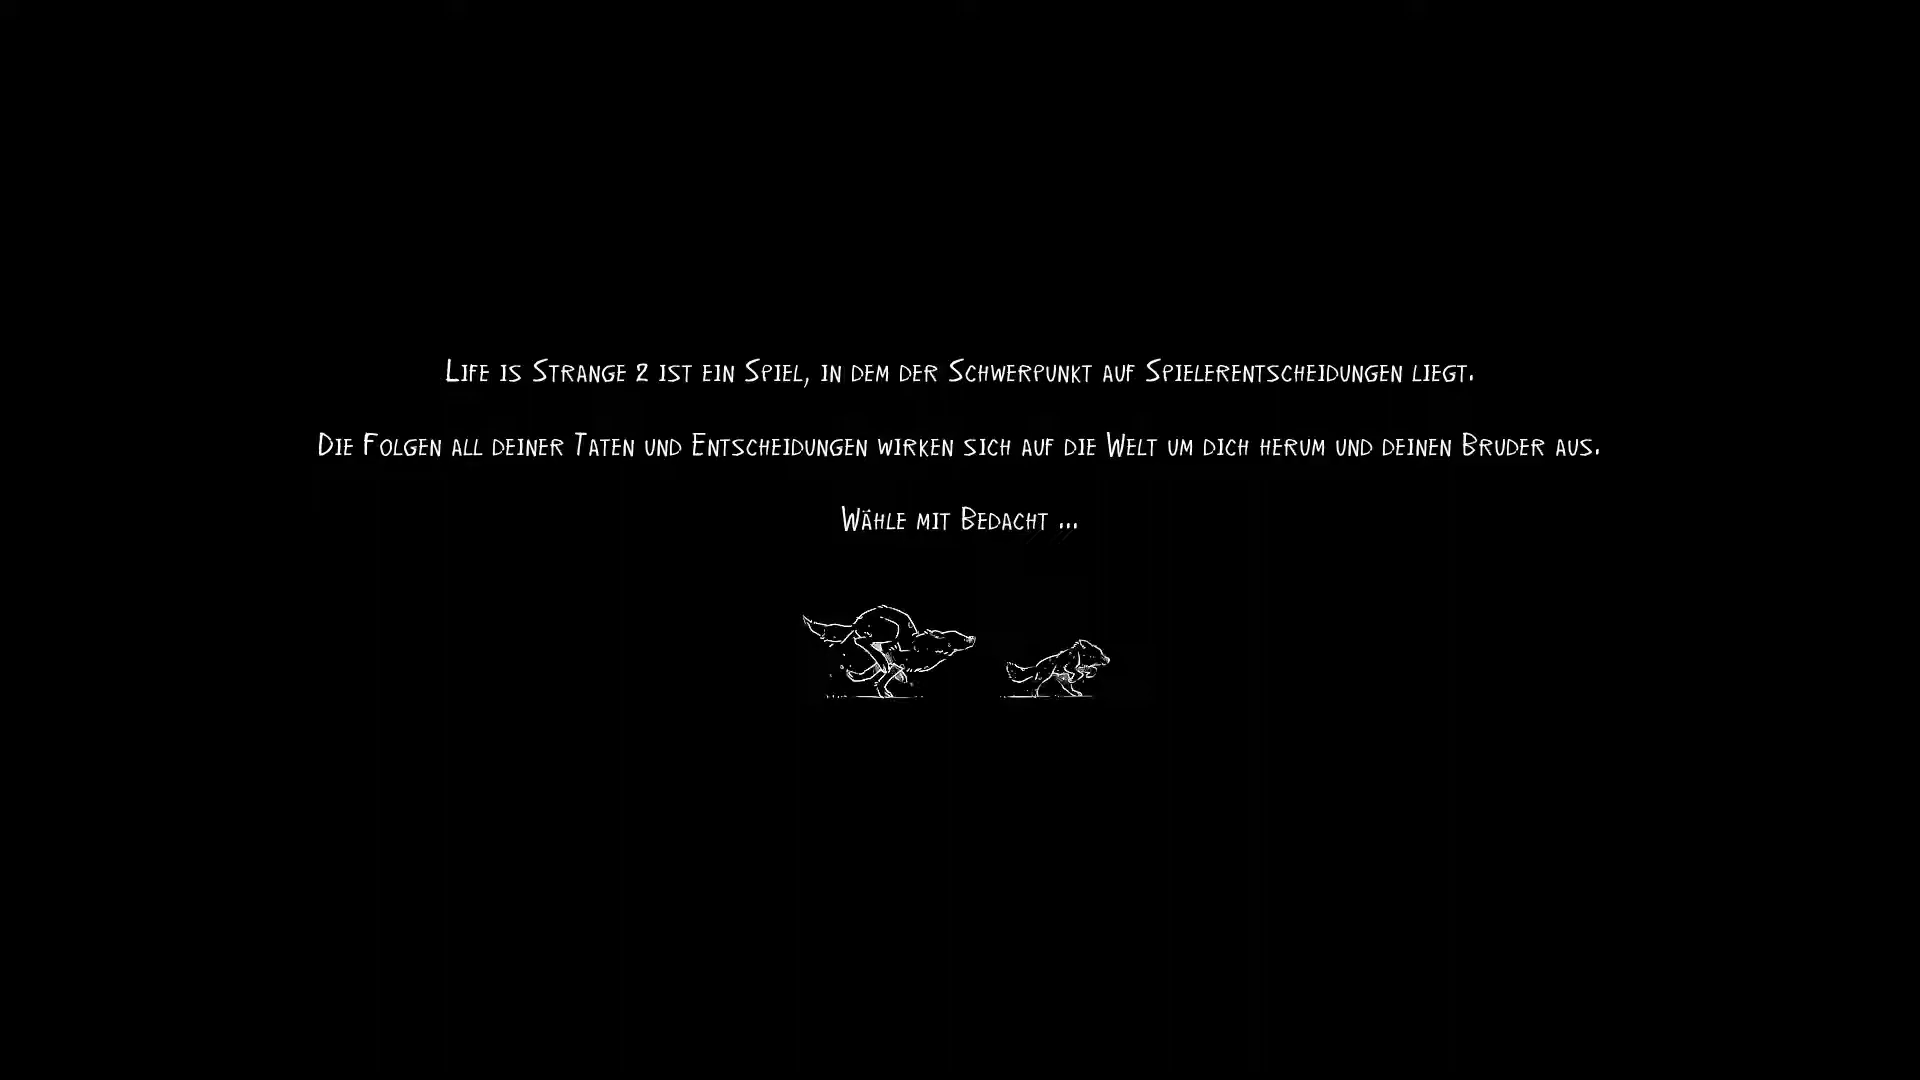 Life is Strange 2 ist ein Spiel, in dem der Schwerpunkt auf Spielerentscheidungen liegt.
Die Folgen all deiner Taten und Entscheidungen wirken sich auf die Welt um dich herum und deinen Bruder aus.
Wähle mit Bedacht ...